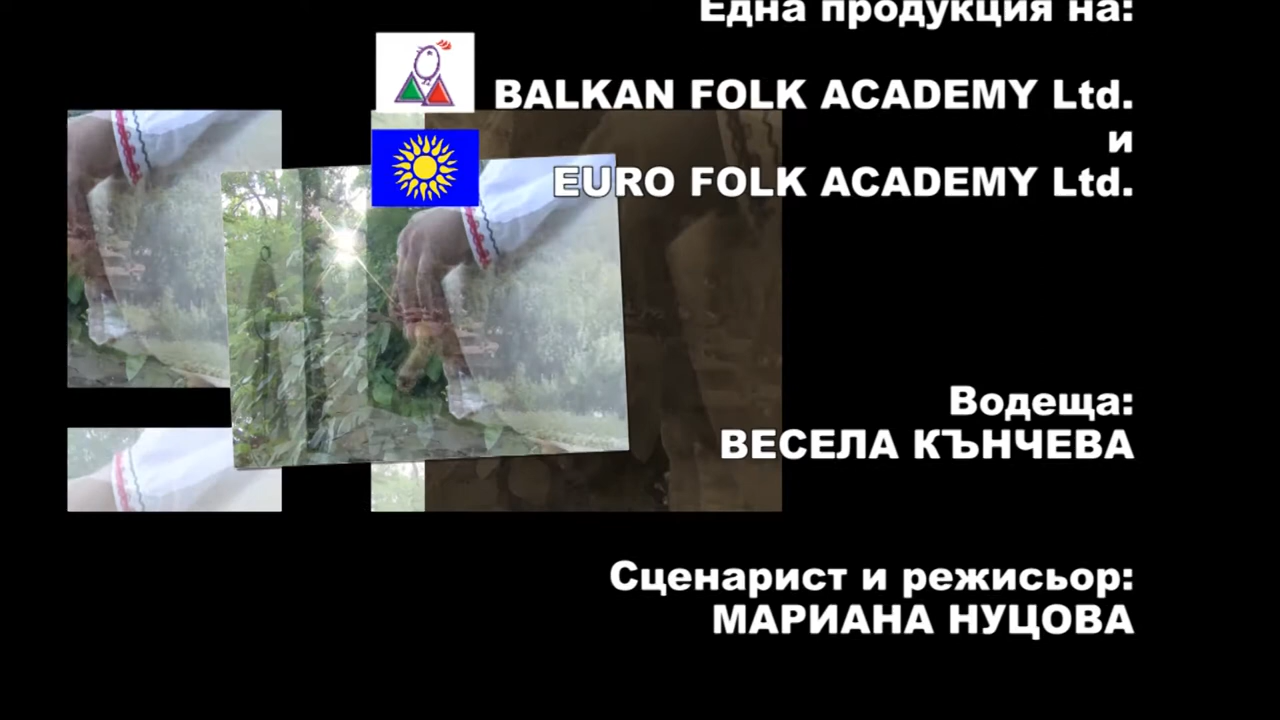 Една продукция на:
BALKAN FOLK ACADEMY Ltd.
и
EURO FOLK ACADEMY Ltd.
Водеща:
ВЕСЕЛА КЪНЧЕВА
Сценарист и режисьор:
МАРИАНА НУЦОВА